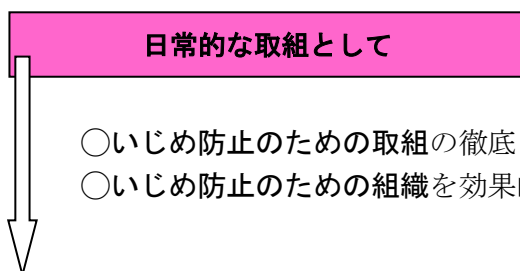 日常的な取組として
○いじめ防止のための取組の徹底
○いじめ防止のための組織を効果